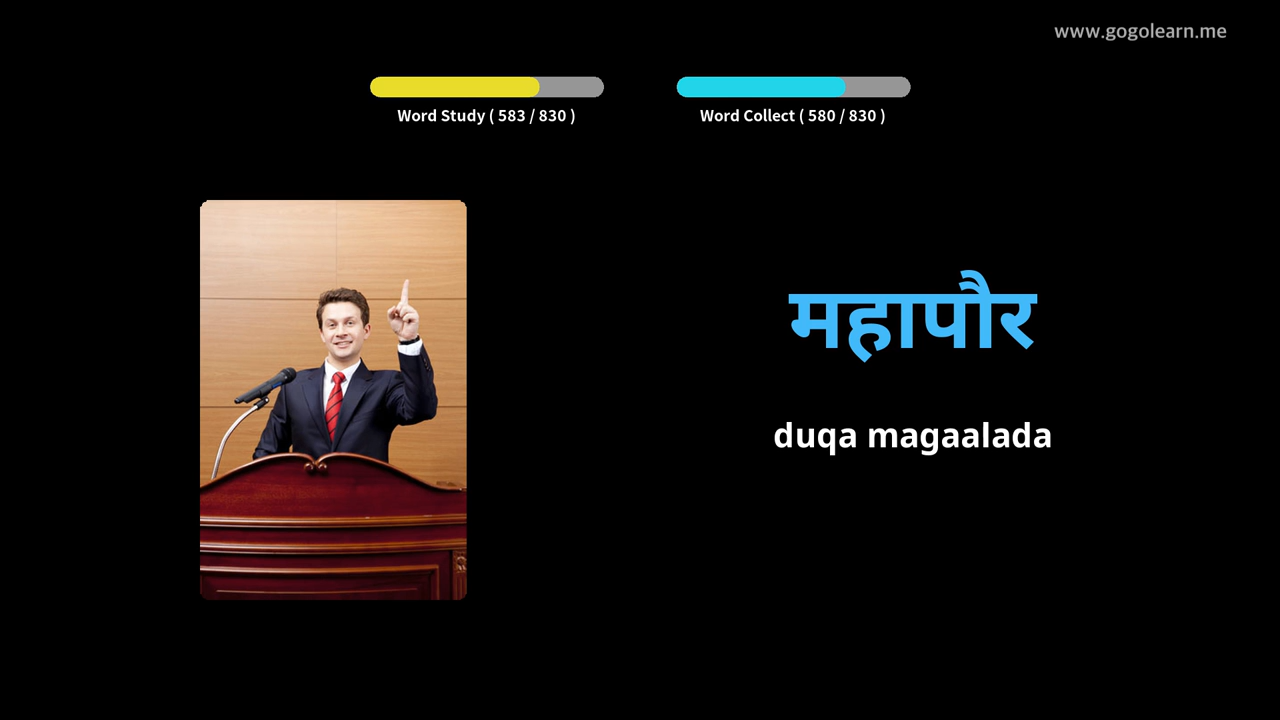 www.gogolearn.me
Word Study ( 583 / 830 )
Word Collect ( 580 / 830 )
महापौर
duqa magaalada